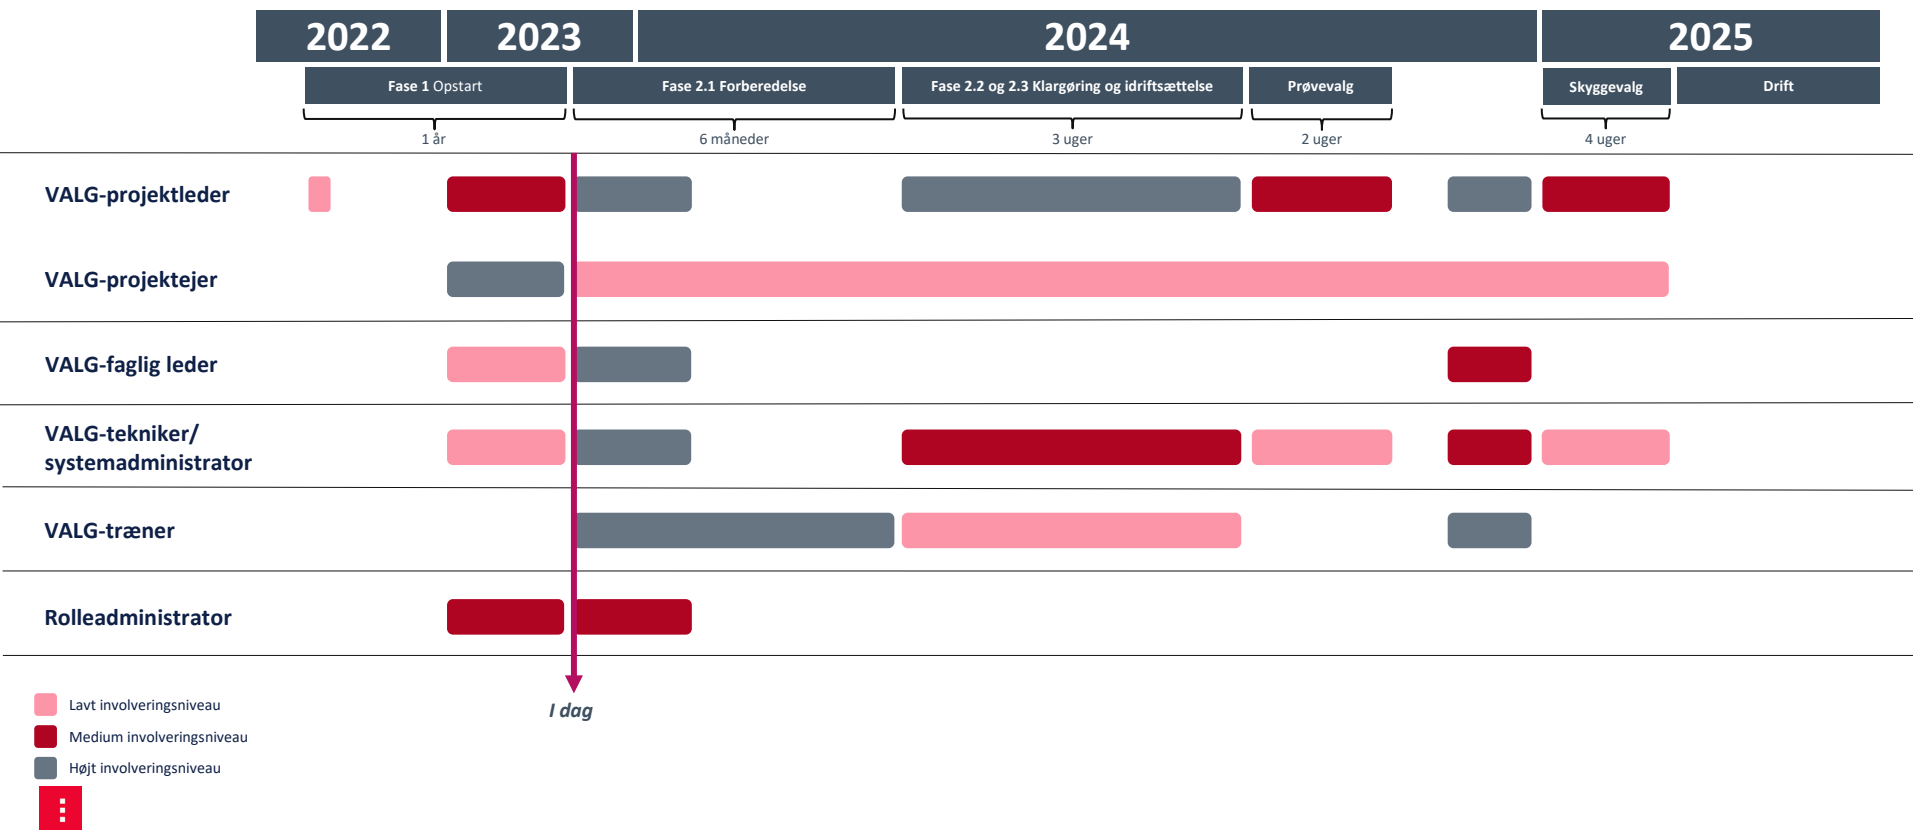 2022
2023
2024
2025
Fase 1 Opstart
Fase 2.1 Forberedelse
Fase 2.2 og 2.3 Klargøring og idriftsættelse
Prøvevalg
Skyggevalg
Drift
1 år
6 måneder
3 uger
2 uger
4 uger
VALG-projektleder
VALG-projektejer
VALG-faglig leder
VALG-tekniker/
systemadministrator
VALG-træner
Rolleadministrator
I dag
Lavt involveringsniveau
Medium involveringsniveau
Højt involveringsniveau